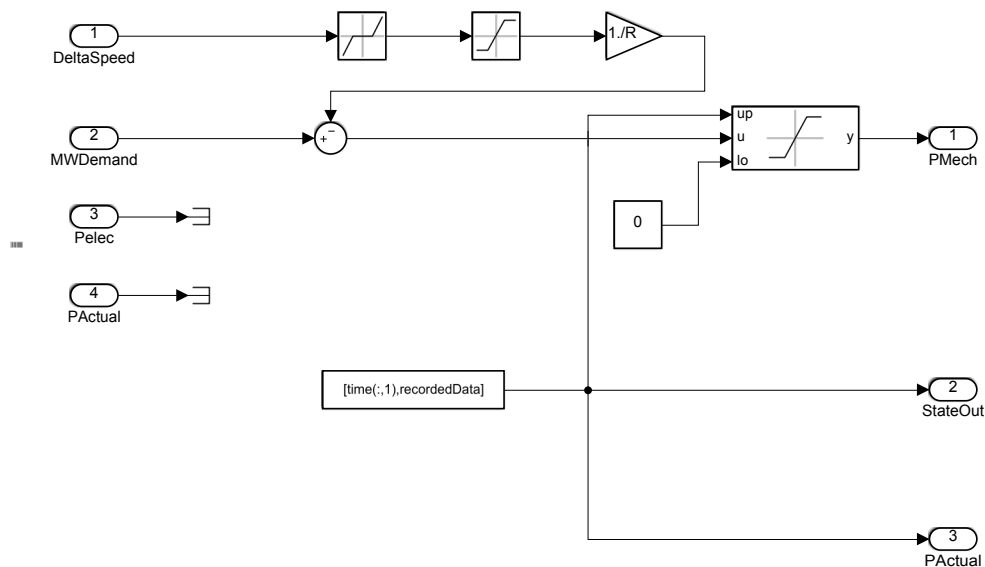 1
DeltaSpeed
1./R
2
MWDemand
+
−
up
u
lo
y
1
PMech
3
Pelec
0
4
PActual
[time(:,1),recordedData]
2
StateOut
3
PActual